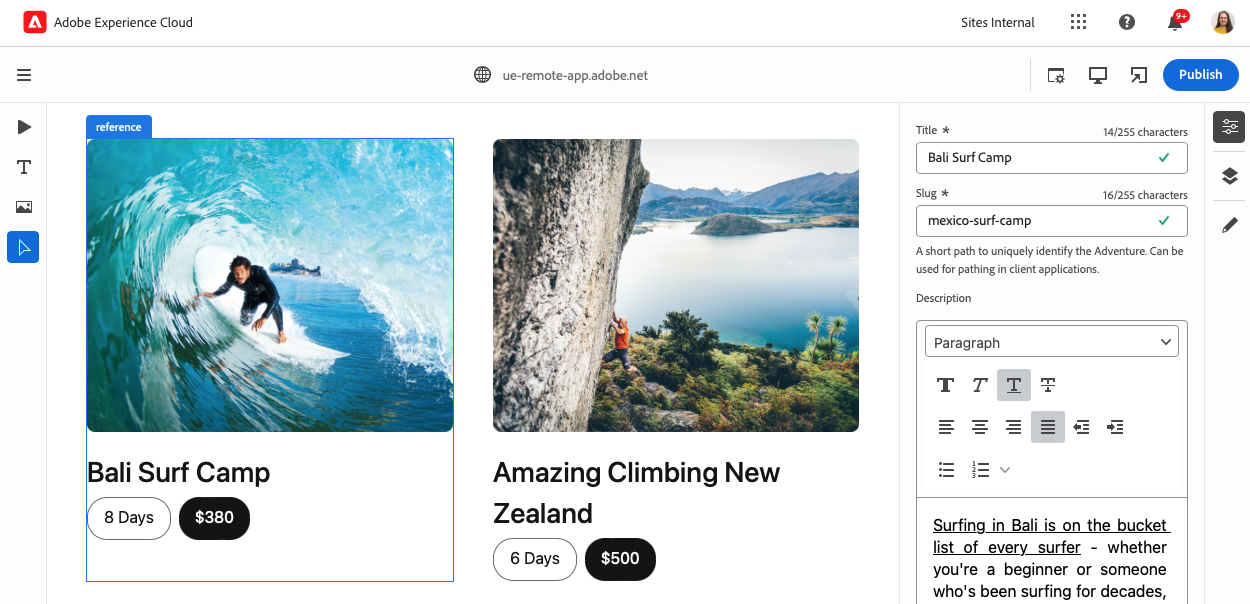 Adobe Experience Cloud
Sites Internal
9+
ue-remote-app.adobe.net
Publish
reference
Bali Surf Camp
8 Days
$380
Amazing Climbing New
Zealand
6 Days
$500
Title *
14/255 characters
Bali Surf Camp
Slug *
16/255 characters
mexico-surf-camp
A short path to uniquely identify the Adventure. Can be
used for pathing in client applications.
Description
Paragraph
Surfing in Bali is on the bucket
list of every surfer - whether
you're a beginner or someone
who's been surfing for decades,